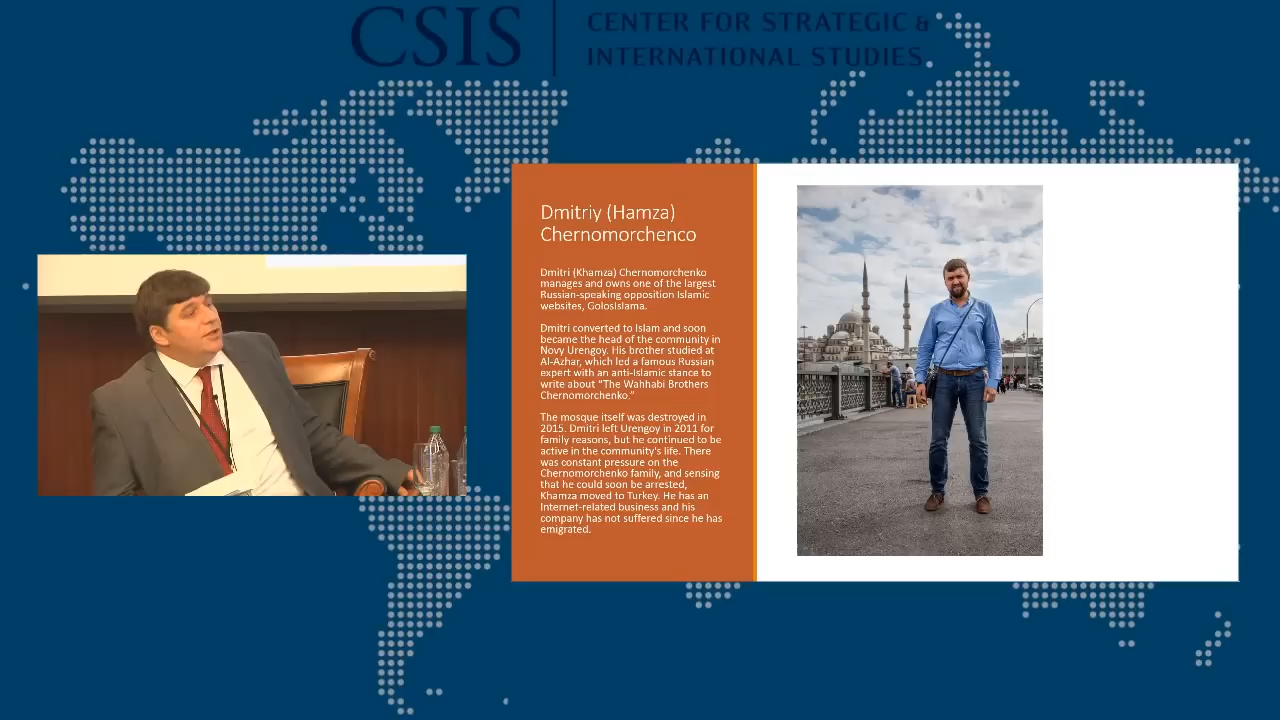 CSIS
CENTER FOR STRATEGIC &
INTERNATIONAL STUDIES
Dmitriy (Hamza)
Chernomorchenco
Dmitri (Khamza) Chernomorchenko
manages and owns one of the largest
Russian-speaking opposition Islamic
websites, GolosIslama.
Dmitri converted to Islam and soon
became the head of the community in
Novy Urengoy. His brother studied at
Al-Azhar, which led a famous Russian
expert with an anti-Islamic stance to
write about "The Wahhabi Brothers
Chernomorchenko."
The mosque itself was destroyed in
2015. Dmitri left Urengoy in 2011 for
family reasons, but he continued to be
active in the community's life. There
was constant pressure on the
Chernomorchenko family, and sensing
that he could soon be arrested,
Khamza moved to Turkey. He has an
Internet-related business and his
company has not suffered since he has
emigrated.